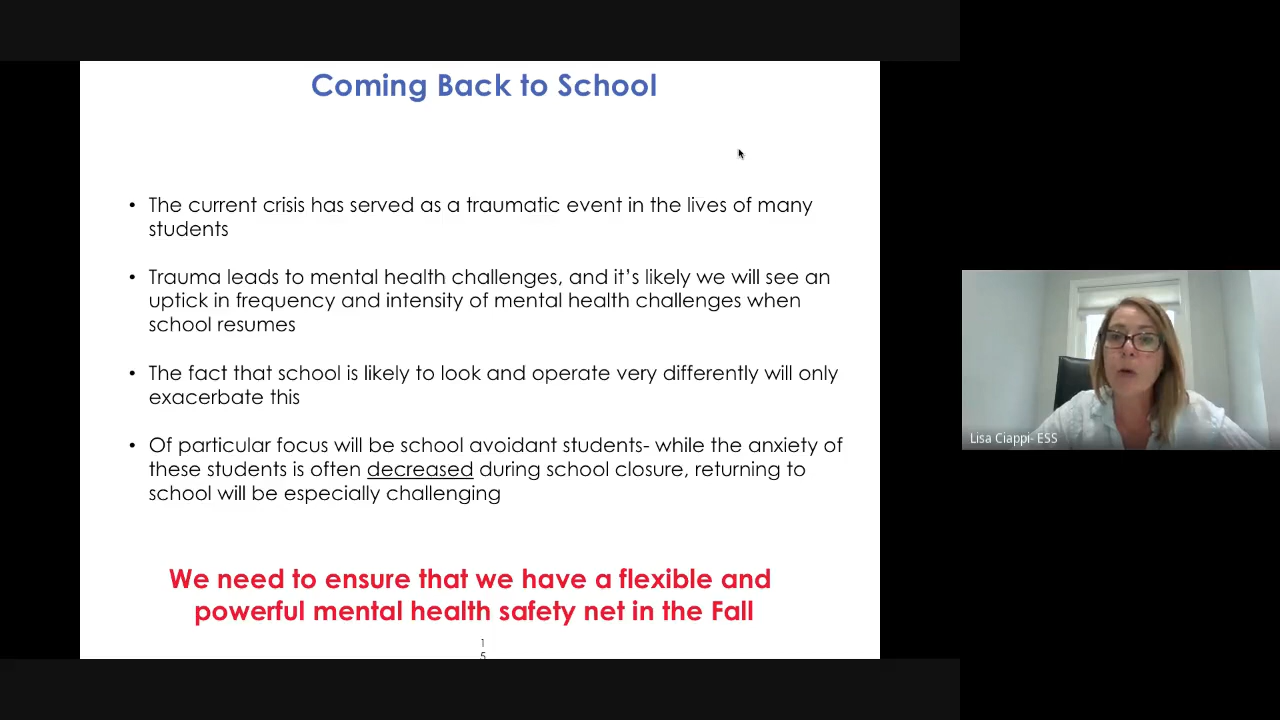 Coming Back to School
• The current crisis has served as a traumatic event in the lives of many
students
• Trauma leads to mental health challenges, and it’s likely we will see an
uptick in frequency and intensity of mental health challenges when
school resumes
• The fact that school is likely to look and operate very differently will only
exacerbate this
• Of particular focus will be school avoidant students- while the anxiety of
these students is often decreased during school closure, returning to
school will be especially challenging
We need to ensure that we have a flexible and
powerful mental health safety net in the Fall
1
5
Lisa Ciappi- ESS